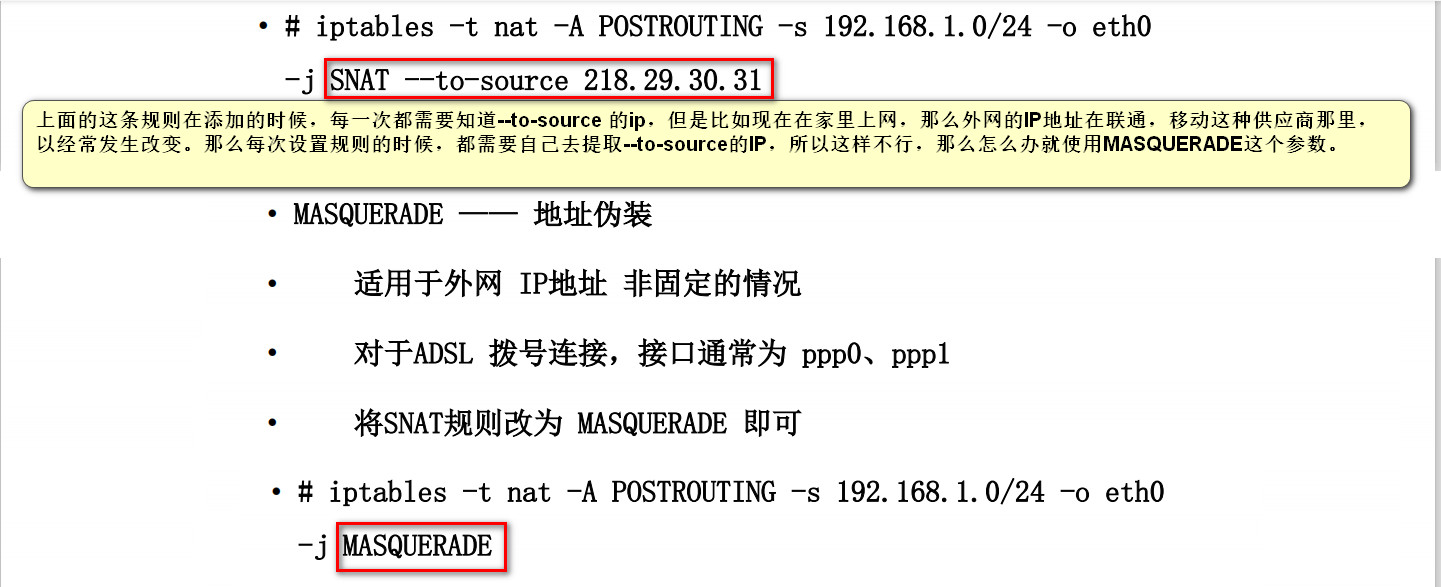 • # iptables -t nat -A POSTROUTING -s 192.168.1.0/24 -o eth0
-j SNAT --to-source 218.29.30.31
上面的这条规则在添加的时候，每一次都需要知道--to-source 的ip，但是比如现在在家里上网，那么外网的IP地址在联通，移动这种供应商那里，
以经常发生改变。那么每次设置规则的时候，都需要自己去提取--to-source的IP，所以这样不行，那么怎么办就使用MASQUERADE这个参数。
• MASQUERADE —— 地址伪装
• 适用于外网 IP地址 非固定的情况
• 对于ADSL 拨号连接，接口通常为 ppp0、ppp1
• 将SNAT规则改为 MASQUERADE 即可
• # iptables -t nat -A POSTROUTING -s 192.168.1.0/24 -o eth0
-j MASQUERADE